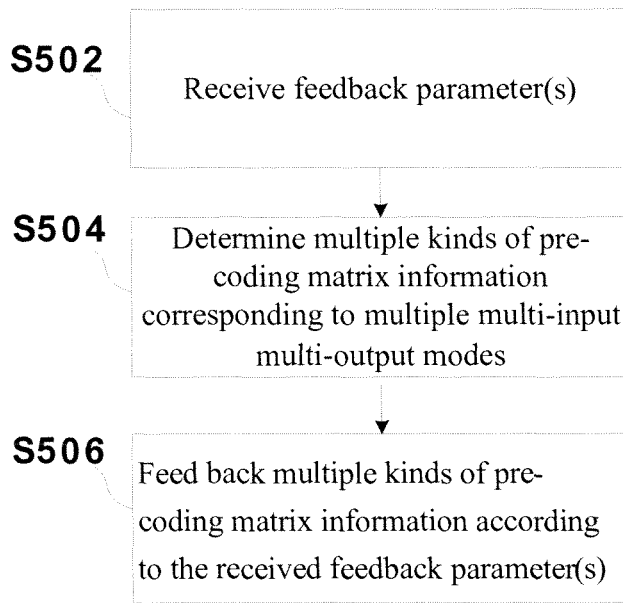 S502
Receive feedback parameter(s)
S504
Determine multiple kinds of pre-
coding matrix information
corresponding to multiple multi-input
multi-output modes
S506
Feed back multiple kinds of pre-
coding matrix information according
to the received feedback parameter(s)